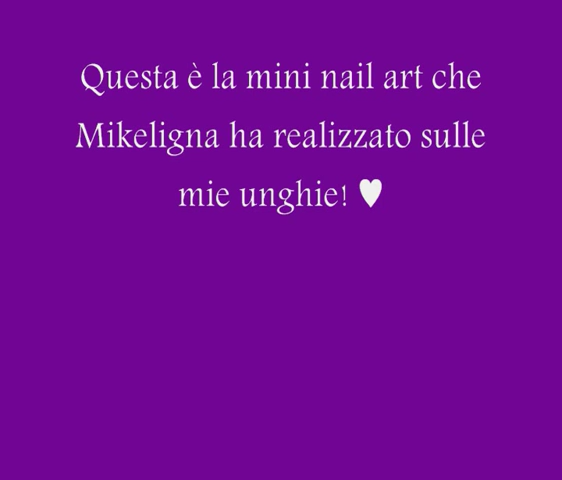 Questa è la mini nail art che
Mikeligna ha realizzato sulle
mie unghie! ♥